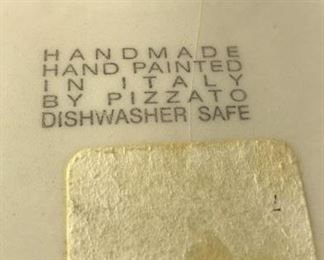 HANDMADE
HAND PAINTED
IN ITALY
BY PIZZATO
DISHWASHER SAFE